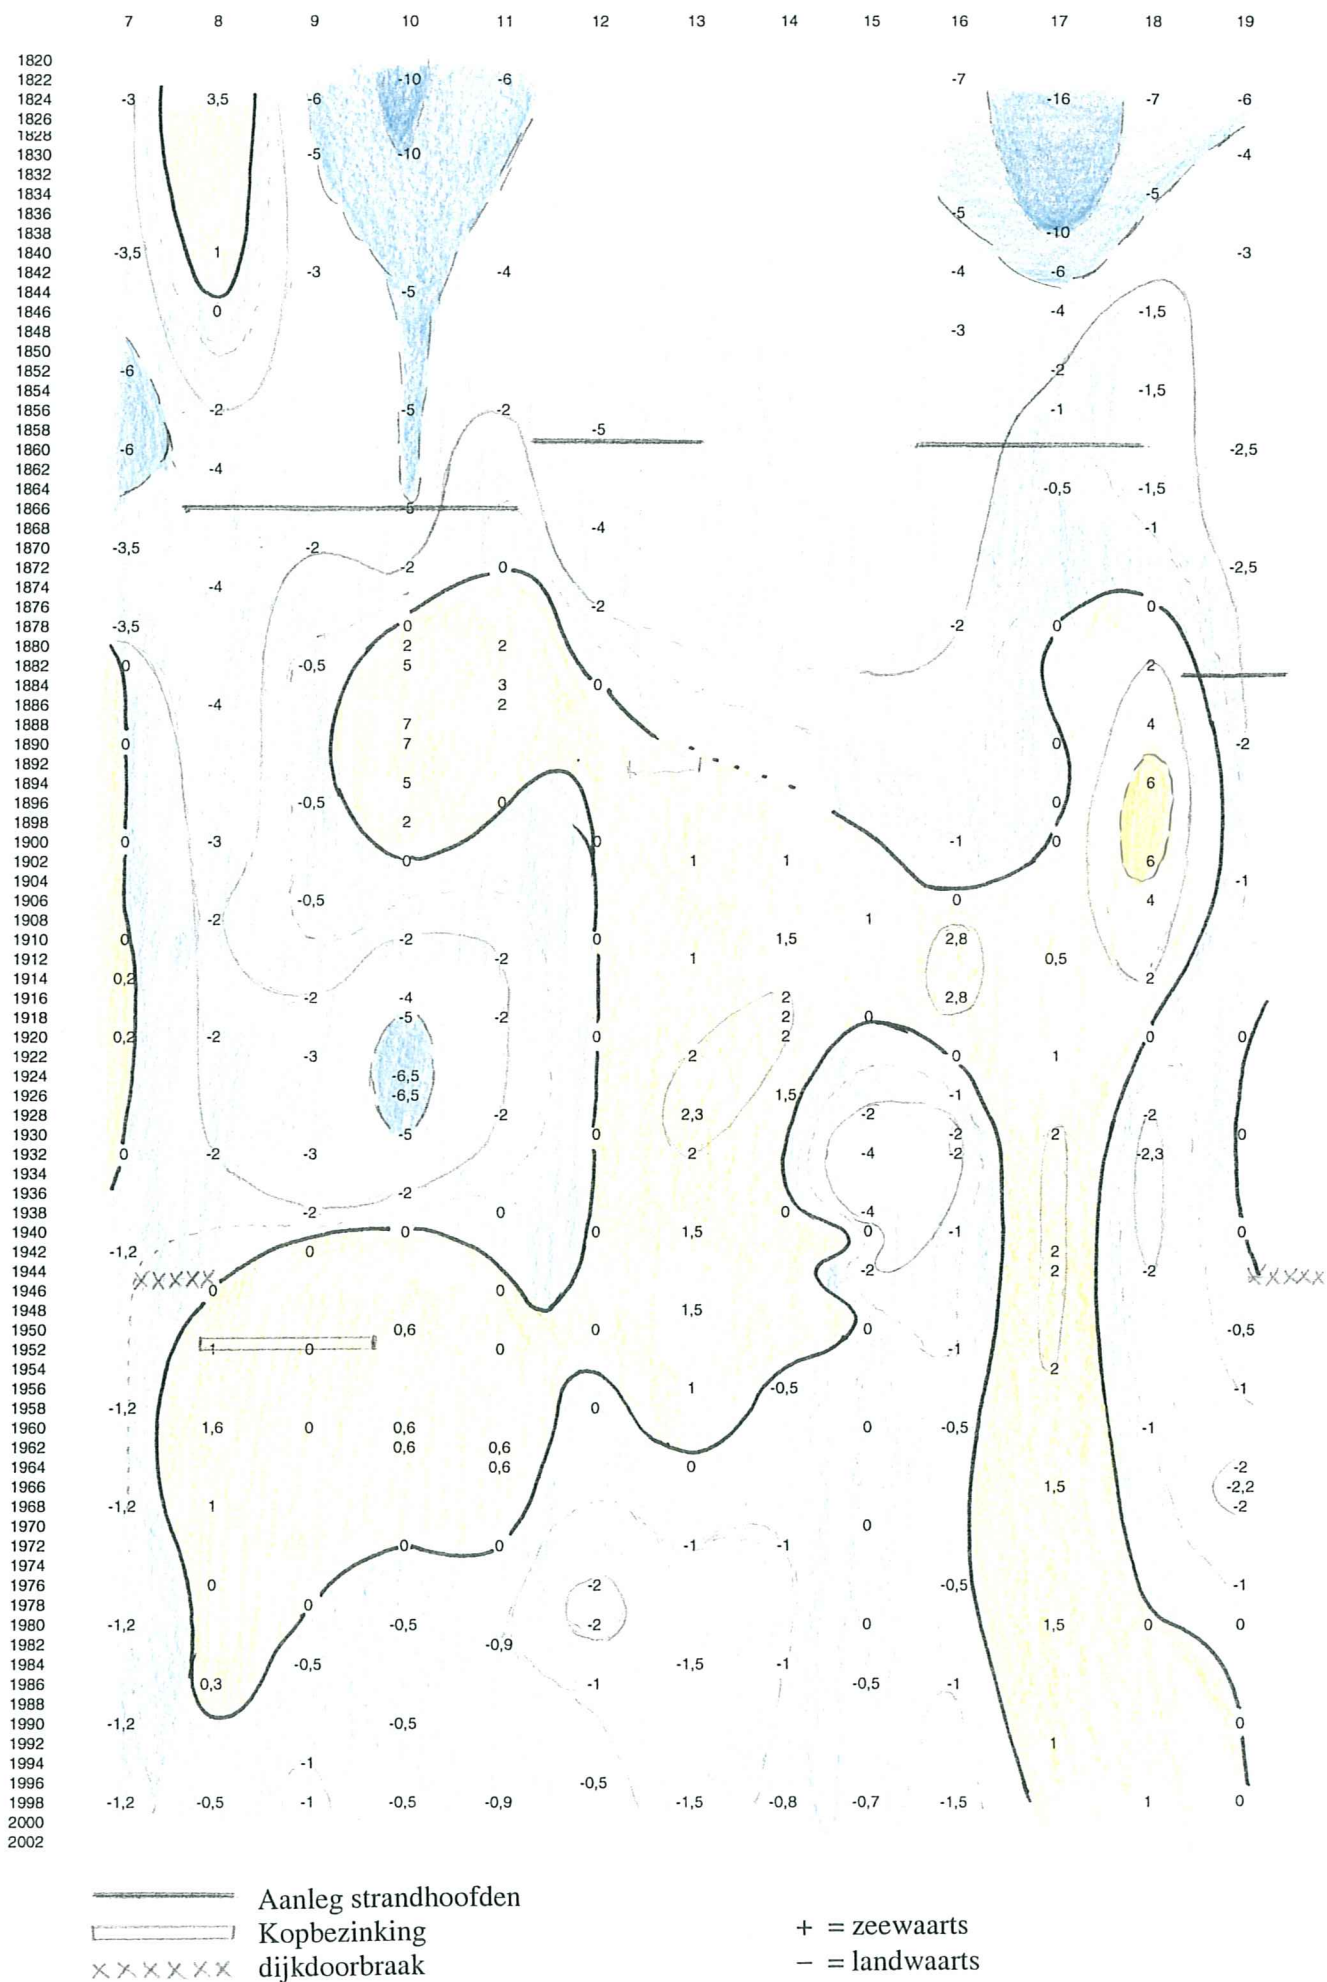 7 8 9 10 11 12 13 14 15 16 17 18 19
1820
1822 -10 -6 -7
1824 -3 3,5 -6 -16 -7 -6
1826
1828
1830 -5 -10 -4
1832
1834 -5
1836 -5
1838 -10
1840 -3,5 1 -3
1842 -3 -4 -4 -6
1844 -5
1846 0 -4 -1,5
1848 -3
1850
1852 -6 -2
1854 -1,5
1856 -2 -5 -2 -1
1858 -5
1860 -6 -2,5
1862 -4
1864 -0,5 -1,5
1866 -5
1868 -4 -1
1870 -3,5 -2
1872 -2 0 -2,5
1874 -4
1876 -2 0
1878 -3,5 0 -2 0
1880 2 2
1882 0 -0,5 5 2
1884 3 0
1886 -4 2
1888 7 4
1890 0 7 0 -2
1892
1894 5 6
1896 -0,5 0 0
1898 2
1900 0 -3 0 -1 0
1902 0 1 1 6
1904 -1
1906 -0,5 0 4
1908 -2 1
1910 0 -2 0 1,5 2,8
1912 -2 1 0,5
1914 0,2 2
1916 -2 -4 2 2,8
1918 -5 -2 2 0
1920 0,2 -2 0 2 0 0
1922 -3 2 0 1
1924 -6,5
1926 -6,5 1,5 -1
1928 -2 2,3 -2 -2
1930 -5 0 -2 2 0
1932 0 -2 -3 2 -4 -2 -2,3
1934
1936 -2
1938 -2 0 0 -4
1940 0 0 1,5 0 -1 0
1942 -1,2 0 2
1944 -2 2 -2
1946 0 0
1948 1,5
1950 0,6 0 0 -0,5
1952 1 0 0 -1
1954 2
1956 1 -0,5 -1
1958 -1,2 0
1960 1,6 0 0,6 0 -0,5 -1
1962 0,6 0,6
1964 0,6 0 -2
1966 1,5 -2,2
1968 -1,2 1 -2
1970 0
1972 0 0 -1 -1
1974
1976 0 -2 -0,5 -1
1978 0
1980 -1,2 -0,5 -2 0 1,5 0 0
1982 -0,9
1984 -0,5 -1,5 -1
1986 0,3 -1 -0,5 -1
1988
1990 -1,2 -0,5 0
1992 1
1994 -1
1996 -0,5
1998 -1,2 -0,5 -1 -0,5 -0,9 -1,5 -0,8 -0,7 -1,5 1 0
2000
2002
Aanleg strandhoofden
Kopbezinking + = zeewaarts
dijkdoorbraak − = landwaarts